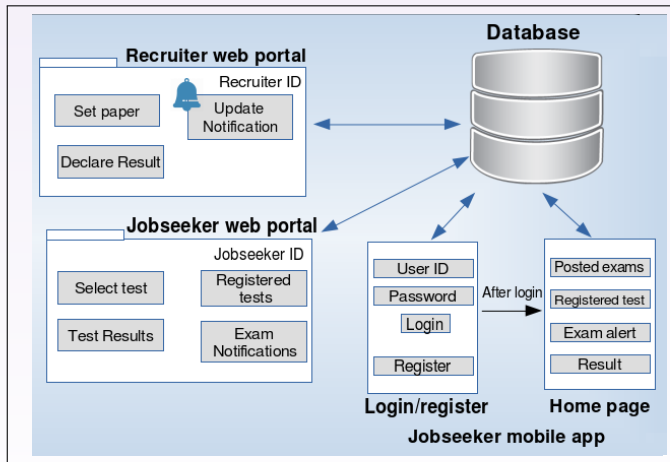 Database
Recruiter web portal
Recruiter ID
Set paper
Update
Notification
Declare Result
Jobseeker web portal
Jobseeker ID
Select test
Registered
tests
Test Results
Exam
Notifications
User ID
Password
Login
Register
After login
Posted exams
Registered test
Exam alert
Result
Login/register
Home page
Jobseeker mobile app